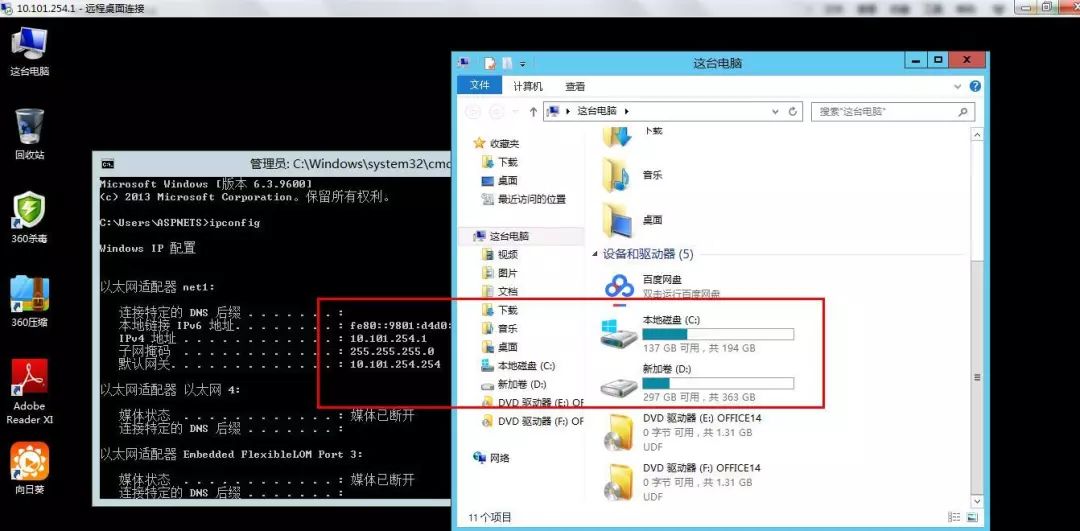 10.101.254.1 - 远程桌面连接
这台电脑
回收站
360杀毒
360压缩
Adobe
Reader XI
向日葵
管理员: C:\Windows\system32\cmd
Microsoft Windows [版本 6.3.9600]
(c) 2013 Microsoft Corporation。保留所有权利。
C:\Users\ASPNETS>ipconfig
Windows IP 配置
以太网适配器 net1:
连接特定的 DNS 后缀 . . . . . . . :
本地链接 IPv6 地址. . . . . . . . : fe80::9801:d4d0:
IPv4 地址 . . . . . . . . . . . . : 10.101.254.1
子网掩码 . . . . . . . . . . . . : 255.255.255.0
默认网关. . . . . . . . . . . . . : 10.101.254.254
以太网适配器 以太网 4:
媒体状态 . . . . . . . . . . . . : 媒体已断开
连接特定的 DNS 后缀 . . . . . . . :
以太网适配器 Embedded FlexibleLOM Port 3:
媒体状态 . . . . . . . . . . . . : 媒体已断开
连接特定的 DNS 后缀 . . . . . . . :
这台电脑
文件 计算机 查看
这台电脑
搜索"这台电脑"
收藏夹
下载
桌面
最近访问的位置
这台电脑
视频
图片
文档
下载
音乐
桌面
本地磁盘 (C:)
新加卷 (D:)
DVD 驱动器 (E:) OF
DVD 驱动器 (F:) OF
网络
下载
音乐
桌面
设备和驱动器 (5)
百度网盘
双击运行百度网盘
本地磁盘 (C:)
137 GB 可用，共 194 GB
新加卷 (D:)
297 GB 可用，共 363 GB
DVD 驱动器 (E:) OFFICE14
0 字节 可用，共 1.31 GB
UDF
DVD 驱动器 (F:) OFFICE14
0 字节 可用，共 1.31 GB
UDF
11 个项目